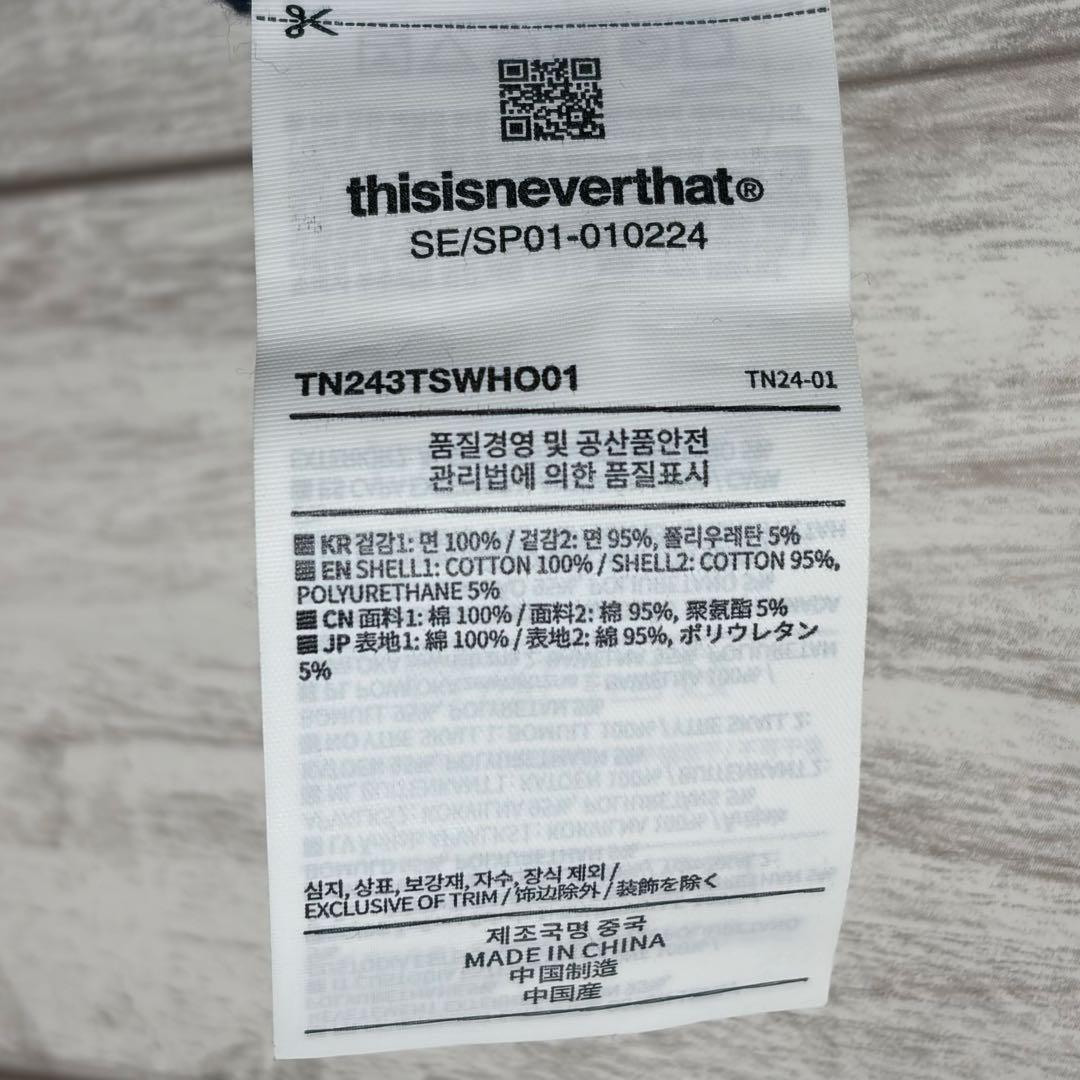 thisisneverthat®
SE/SP01-010224
TN243TSWHO01 TN24-01
품질경영 및 공산품안전
관리법에 의한 품질표시
KR 겉감1: 면 100% / 겉감2: 면 95%, 폴리우레탄 5%
EN SHELL1: COTTON 100% / SHELL2: COTTON 95%,
POLYURETHANE 5%
CN 面料1: 棉 100% / 面料2: 棉 95%, 聚氨酯 5%
JP 表地1: 綿 100% / 表地2: 綿 95%, ポリウレタン
5%
심지, 상표, 보강재, 자수, 장식 제외 /
EXCLUSIVE OF TRIM / 饰边除外 / 装飾を除く
제조국명 중국
MADE IN CHINA
中国制造
中国産